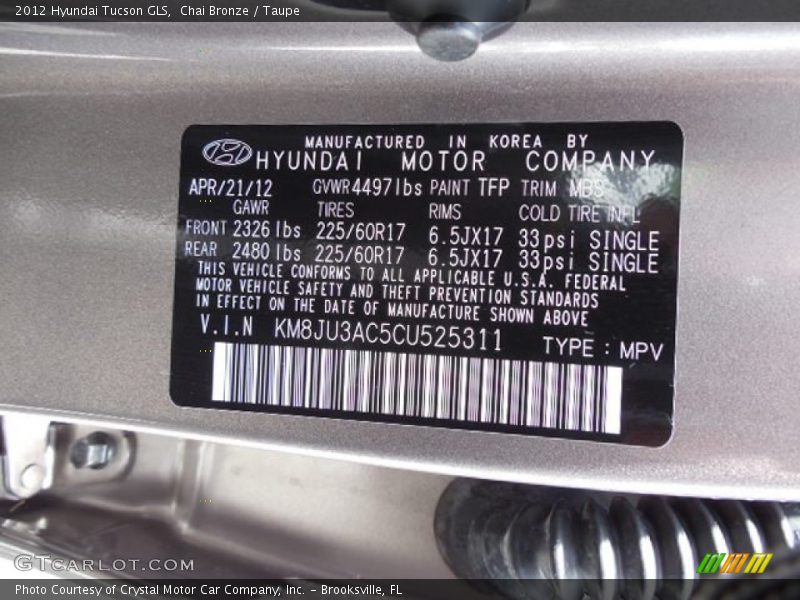 2012 Hyundai Tucson GLS, Chai Bronze / Taupe
MANUFACTURED IN KOREA BY
HYUNDAI MOTOR COMPANY
APR/21/12 GVWR 4497lbs PAINT TFP TRIM MBS
GAWR TIRES RIMS COLD TIRE INFL
FRONT 2326 lbs 225/60R17 6.5JX17 33psi SINGLE
REAR 2480 lbs 225/60R17 6.5JX17 33psi SINGLE
THIS VEHICLE CONFORMS TO ALL APPLICABLE U.S.A. FEDERAL
MOTOR VEHICLE SAFETY AND THEFT PREVENTION STANDARDS
IN EFFECT ON THE DATE OF MANUFACTURE SHOWN ABOVE
V.I.N KM8JU3AC5CU525311
TYPE : MPV
GTCARLOT.COM
Photo Courtesy of Crystal Motor Car Company, Inc. – Brooksville, FL